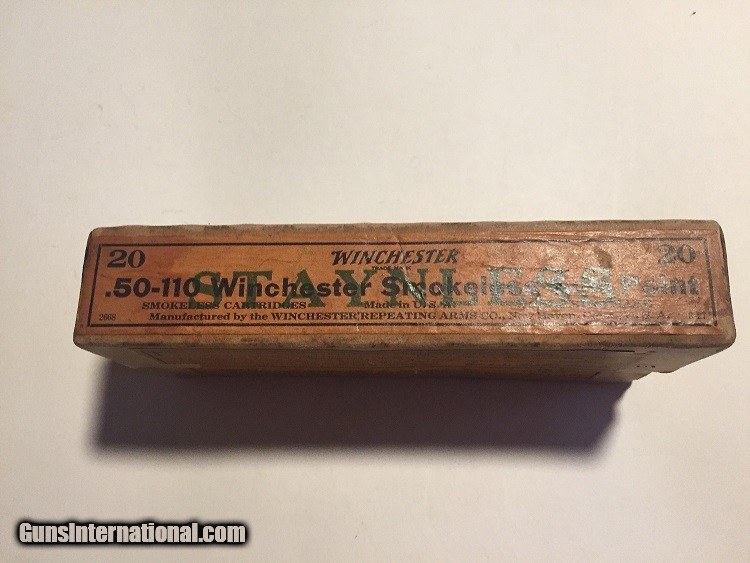 20 WINCHESTER 20
.50-110 Winchester Smokeless Point
STAYNLESS
SMOKELESS CARTRIDGES Made in U.S.A.
2668 Manufactured by the WINCHESTER REPEATING ARMS CO., A.
GunsInternational.com